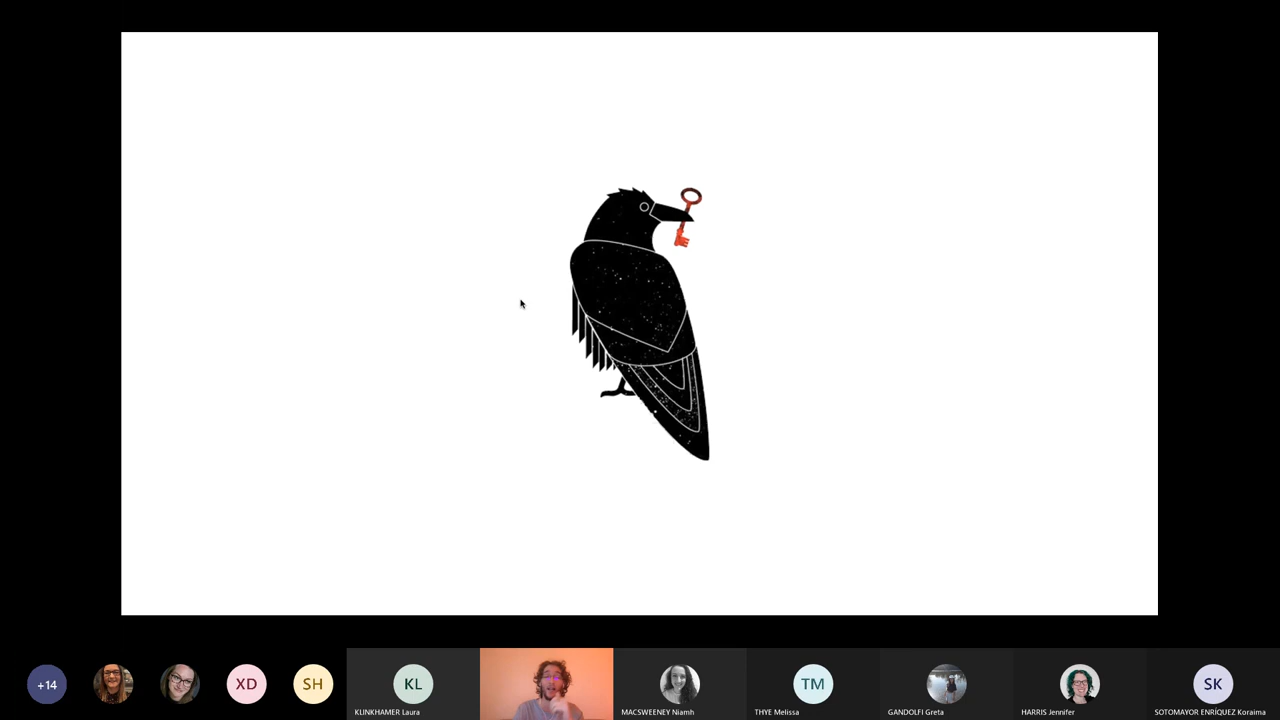 +14
XD
SH
KL
TM
SK
KLINKHAMER Laura
MACSWEENEY Niamh
THYE Melissa
GANDOLFI Greta
HARRIS Jennifer
SOTOMAYOR ENRÍQUEZ Koraima